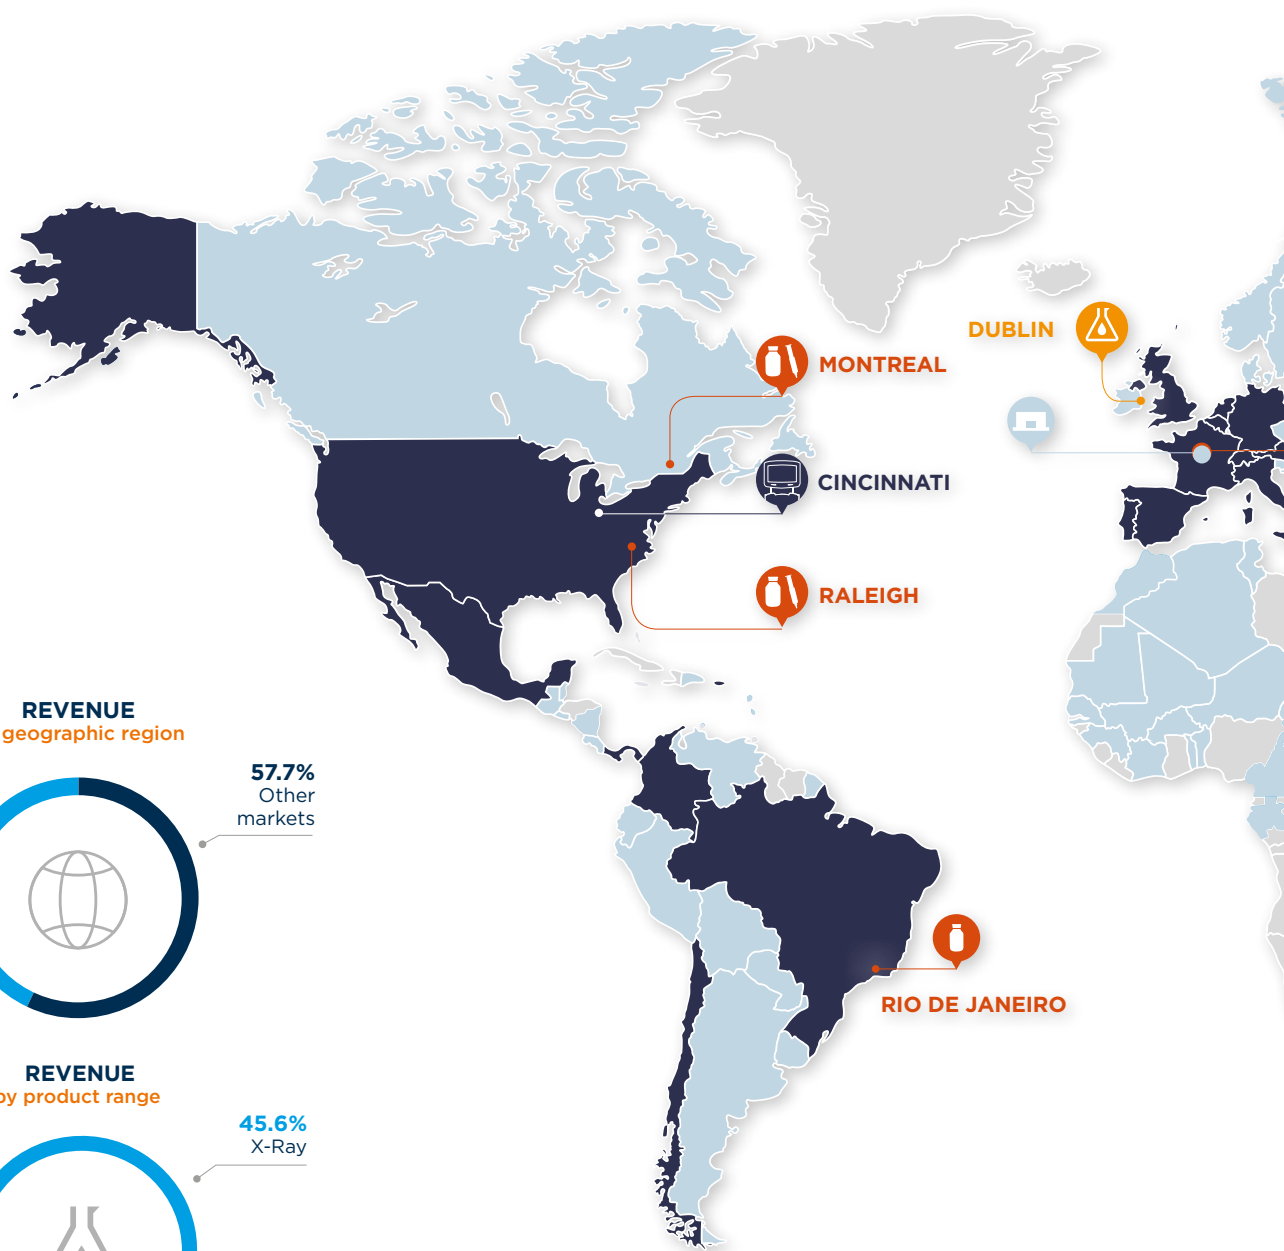 DUBLIN
MONTREAL
CINCINNATI
RALEIGH
REVENUE
geographic region
57.7%
Other
markets
RIO DE JANEIRO
REVENUE
by product range
45.6%
X-Ray